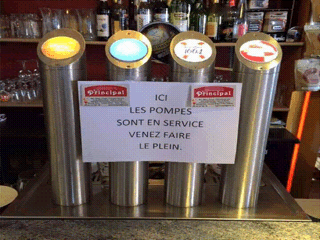 Principal
Principal
ICI
LES POMPES
SONT EN SERVICE
VENEZ FAIRE
LE PLEIN.